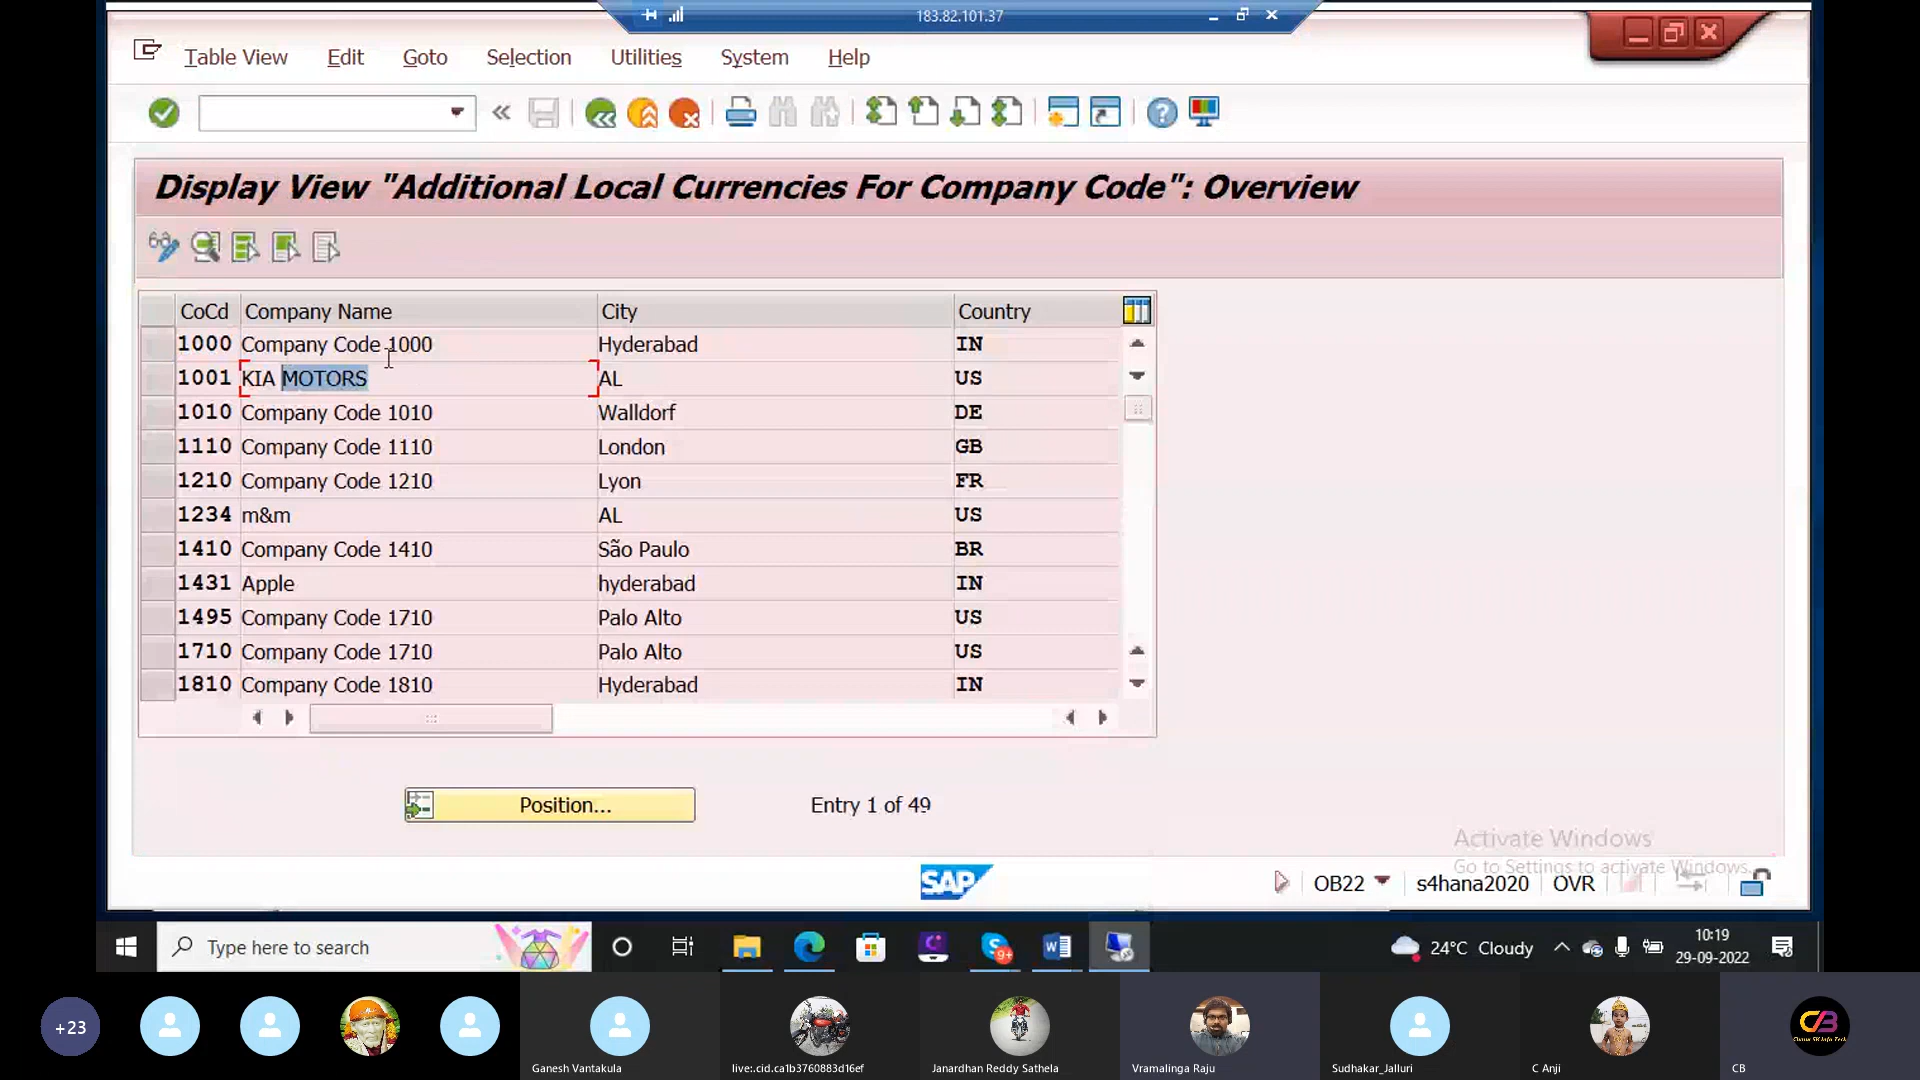 183.82.101.37
Table View Edit Goto Selection Utilities System Help
Display View "Additional Local Currencies For Company Code": Overview
CoCd Company Name City Country
1000 Company Code 1000 Hyderabad IN
1001 KIA MOTORS AL US
1010 Company Code 1010 Walldorf DE
1110 Company Code 1110 London GB
1210 Company Code 1210 Lyon FR
1234 m&m AL US
1410 Company Code 1410 São Paulo BR
1431 Apple hyderabad IN
1495 Company Code 1710 Palo Alto US
1710 Company Code 1710 Palo Alto US
1810 Company Code 1810 Hyderabad IN
Position... Entry 1 of 49
Activate Windows
Go to Settings to activate Windows.
SAP OB22 s4hana2020 OVR
Type here to search 9+ 24°C Cloudy 10:19
29-09-2022
+23
CB
Ganesh Vantakula live:.cid.ca1b3760883d16ef Janardhan Reddy Sathela Vramalinga Raju Sudhakar_Jalluri C Anji CB